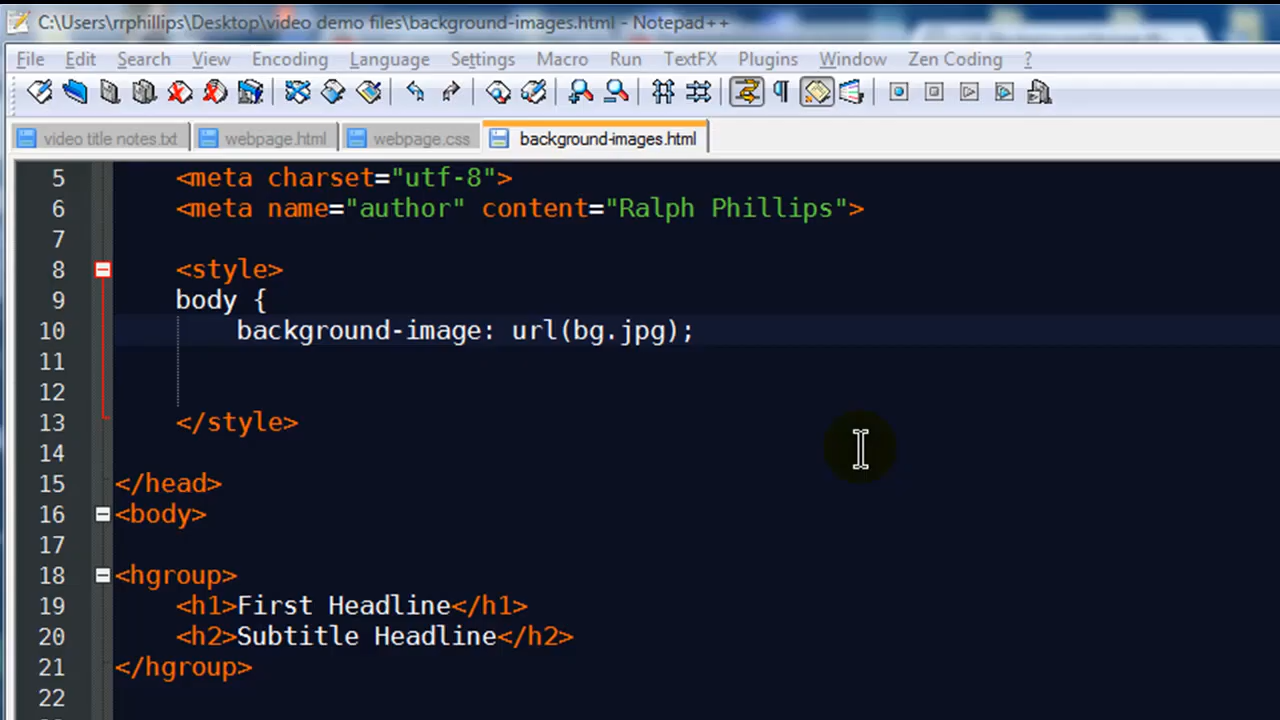 C:\Users\rrphillips\Desktop\video demo files\background-images.html - Notepad++
File Edit Search View Encoding Language Settings Macro Run TextFX Plugins Window Zen Coding ?
video title notes.txt webpage.html webpage.css background-images.html
5 <meta charset="utf-8">
6 <meta name="author" content="Ralph Phillips">
7
8 <style>
9 body {
10 background-image: url(bg.jpg);
11
12
13 </style>
14
15 </head>
16 <body>
17
18 <hgroup>
19 <h1>First Headline</h1>
20 <h2>Subtitle Headline</h2>
21 </hgroup>
22